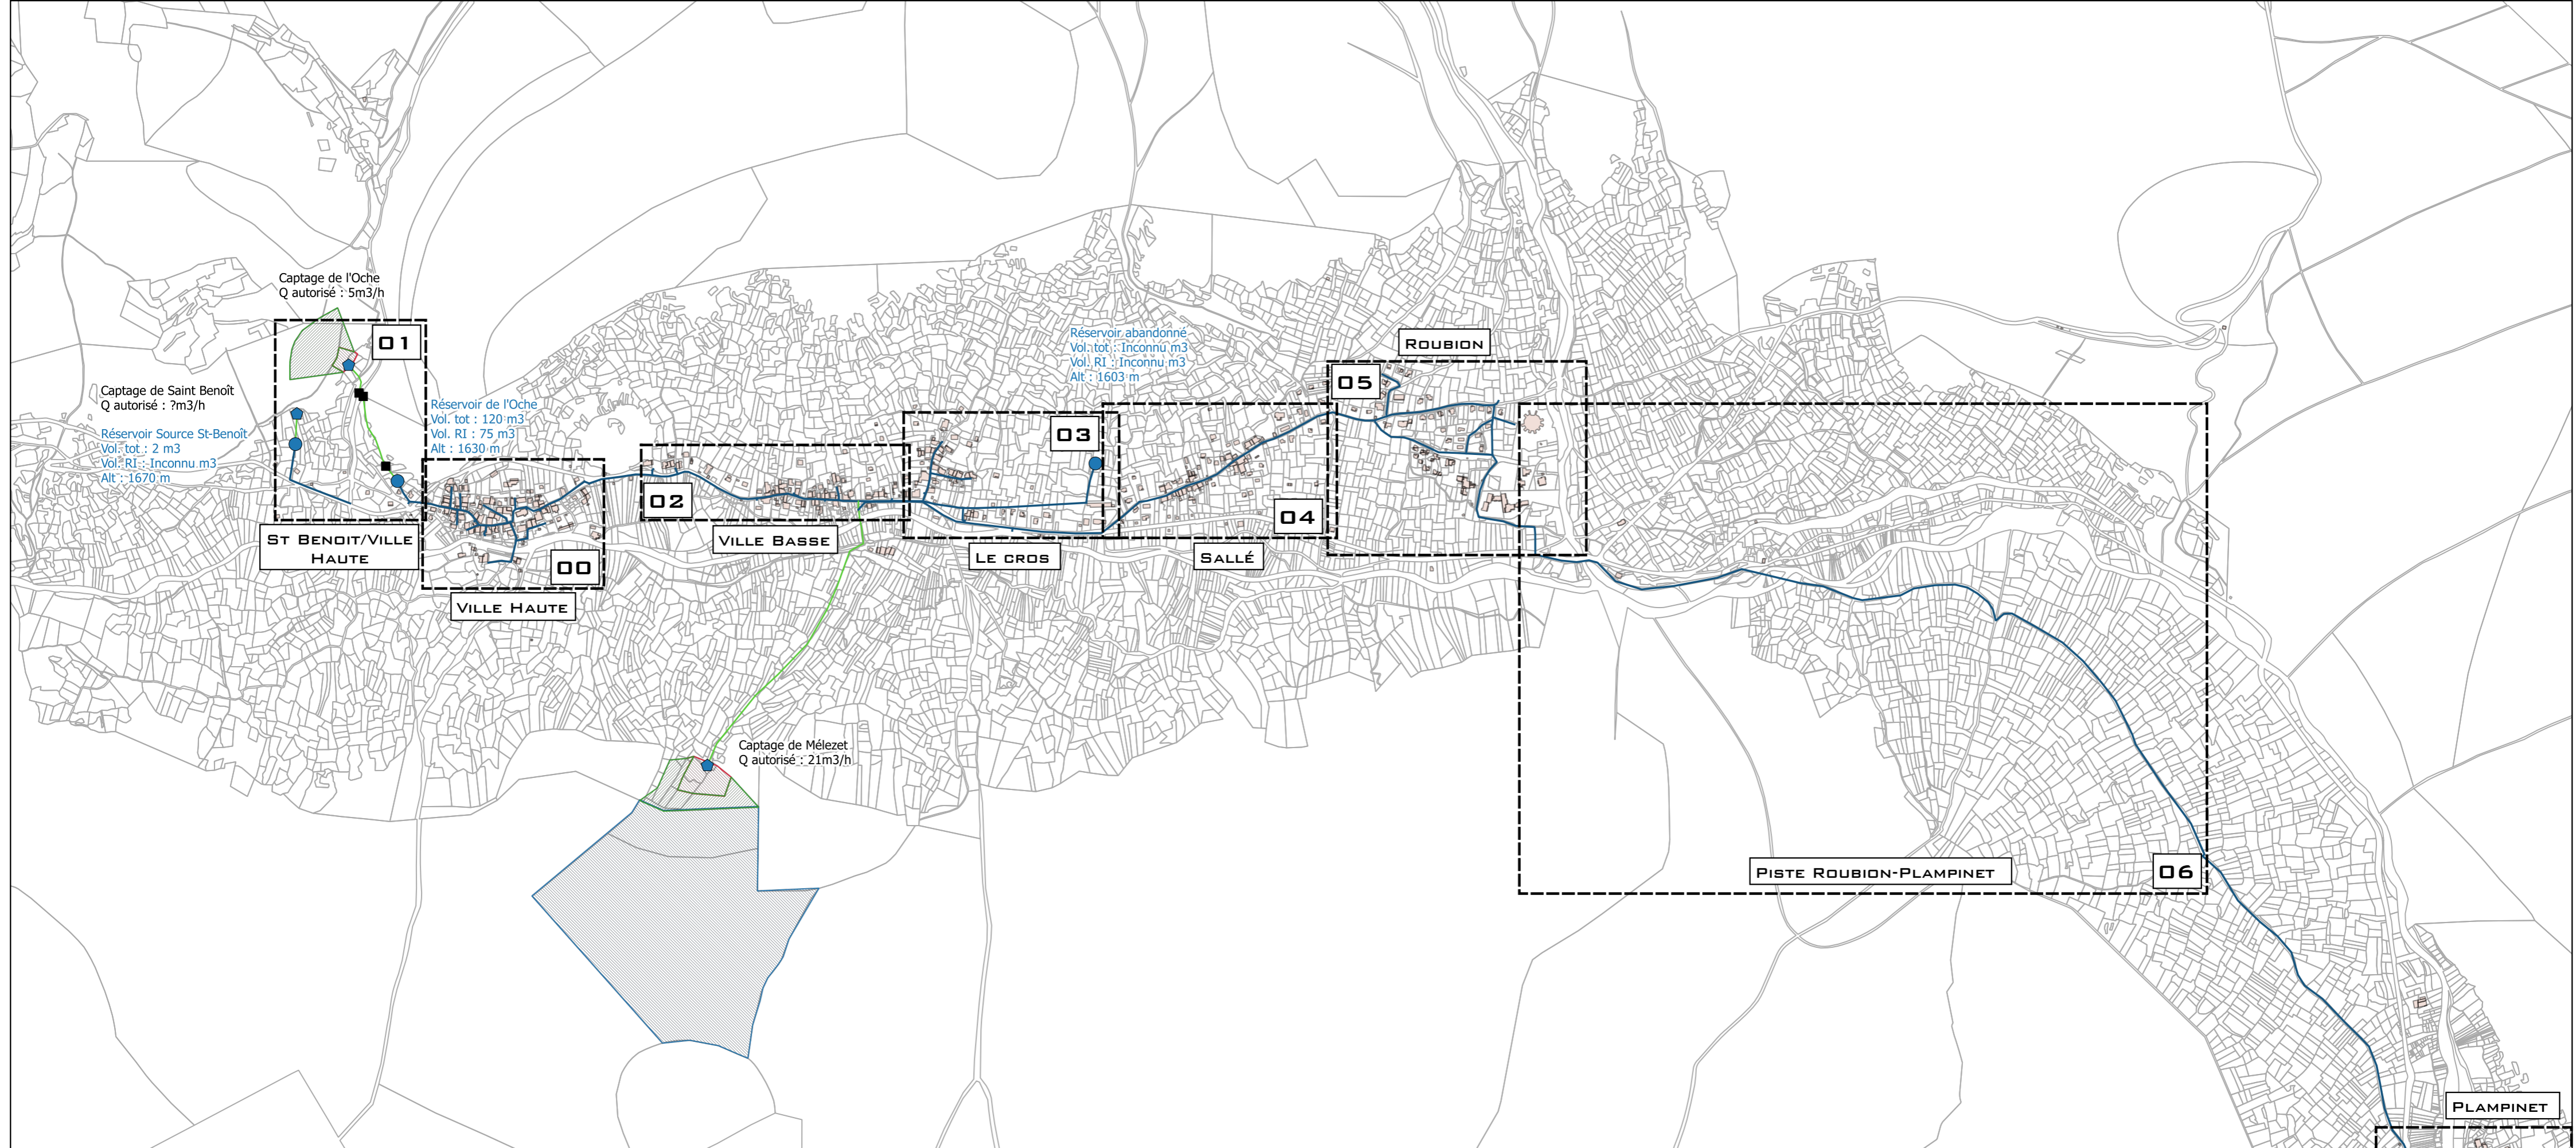 Captage de l'Oche
Q autorisé : 5m3/h
01
Captage de Saint Benoît
Q autorisé : ?m3/h
Réservoir Source St-Benoît
Vol. tot : 2 m3
Vol. RI : Inconnu m3
Alt : 1670 m
Réservoir de l'Oche
Vol. tot : 120 m3
Vol. RI : 75 m3
Alt : 1630 m
ST BENOIT/VILLE
HAUTE
00
VILLE HAUTE
02
VILLE BASSE
Réservoir abandonné
Vol. tot : Inconnu m3
Vol. RI : Inconnu m3
Alt : 1603 m
03
LE CROS
04
SALLÉ
ROUBION
05
Captage de Mélezet
Q autorisé : 21m3/h
PISTE ROUBION-PLAMPINET
06
PLAMPINET